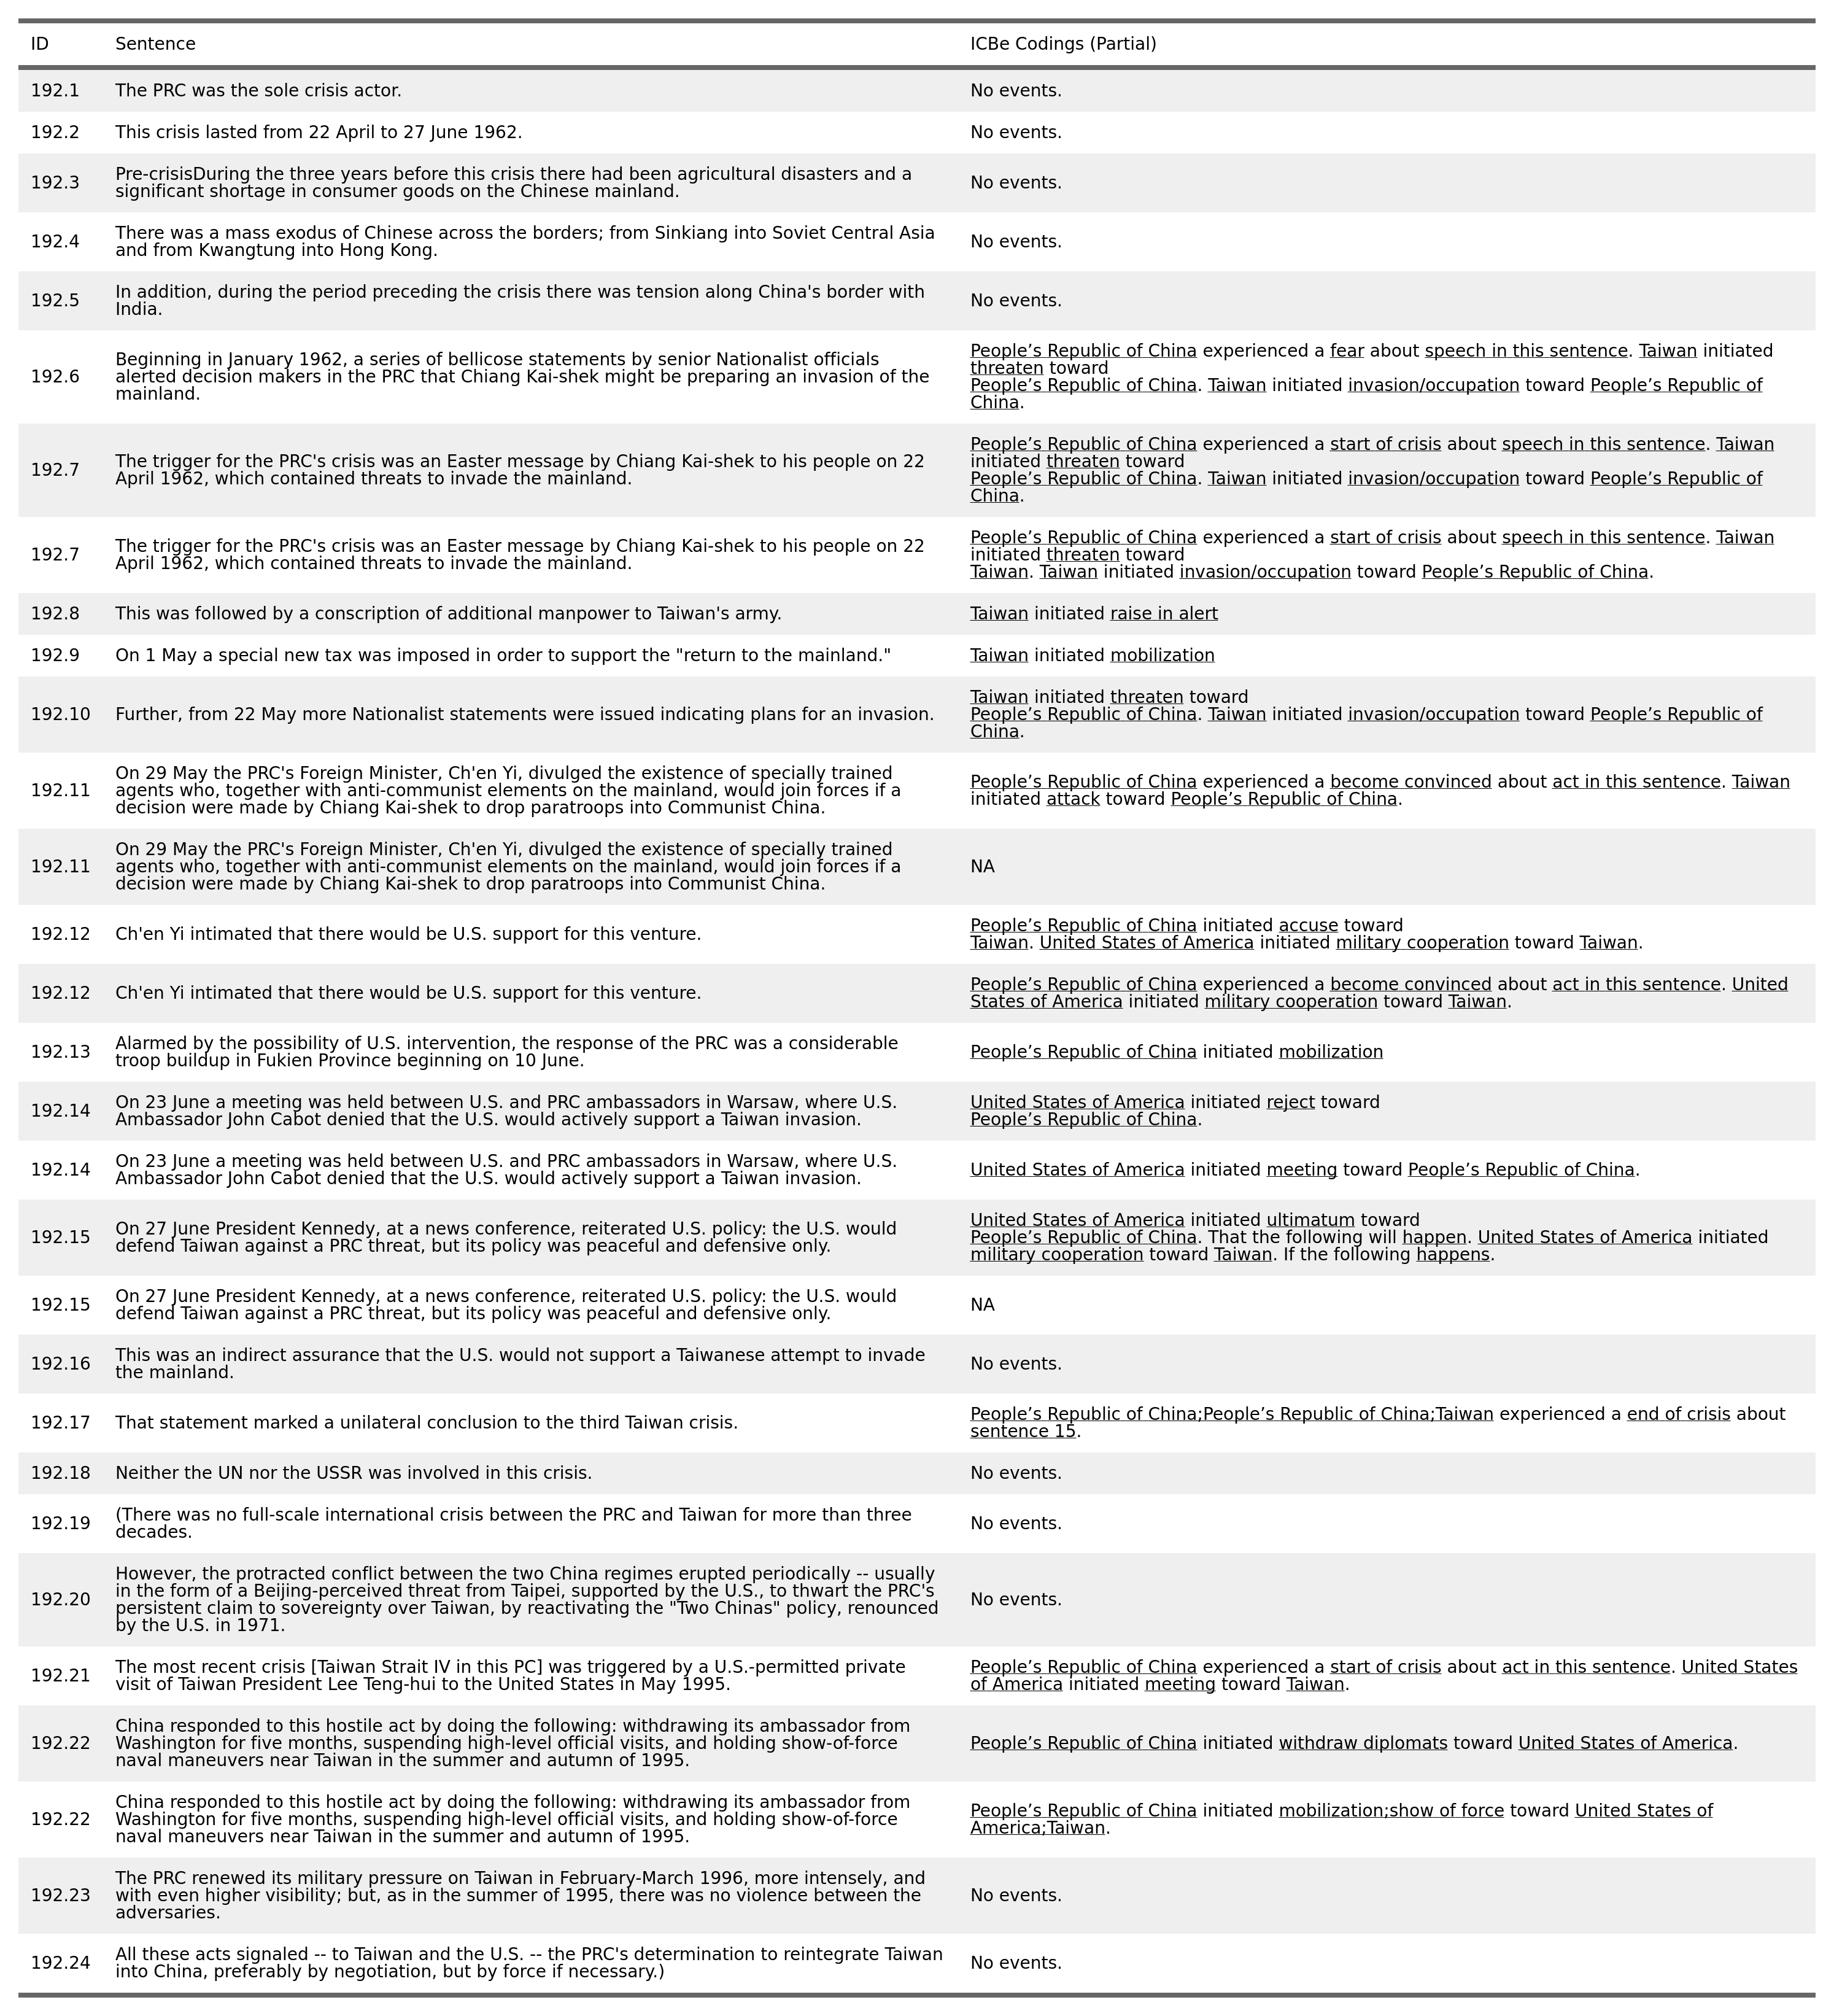 ID Sentence ICBe Codings (Partial)
192.1 The PRC was the sole crisis actor. No events.
192.2 This crisis lasted from 22 April to 27 June 1962. No events.
192.3 Pre-crisisDuring the three years before this crisis there had been agricultural disasters and a
significant shortage in consumer goods on the Chinese mainland. No events.
192.4 There was a mass exodus of Chinese across the borders; from Sinkiang into Soviet Central Asia
and from Kwangtung into Hong Kong. No events.
192.5 In addition, during the period preceding the crisis there was tension along China's border with
India. No events.
192.6 Beginning in January 1962, a series of bellicose statements by senior Nationalist officials
alerted decision makers in the PRC that Chiang Kai-shek might be preparing an invasion of the
mainland.
People’s Republic of China experienced a fear about speech in this sentence. Taiwan initiated
threaten toward
People’s Republic of China. Taiwan initiated invasion/occupation toward People’s Republic of
China.
192.7 The trigger for the PRC's crisis was an Easter message by Chiang Kai-shek to his people on 22
April 1962, which contained threats to invade the mainland.
People’s Republic of China experienced a start of crisis about speech in this sentence. Taiwan
initiated threaten toward
People’s Republic of China. Taiwan initiated invasion/occupation toward People’s Republic of
China.
192.7 The trigger for the PRC's crisis was an Easter message by Chiang Kai-shek to his people on 22
April 1962, which contained threats to invade the mainland.
People’s Republic of China experienced a start of crisis about speech in this sentence. Taiwan
initiated threaten toward
Taiwan. Taiwan initiated invasion/occupation toward People’s Republic of China.
192.8 This was followed by a conscription of additional manpower to Taiwan's army. Taiwan initiated raise in alert
192.9 On 1 May a special new tax was imposed in order to support the "return to the mainland." Taiwan initiated mobilization
192.10 Further, from 22 May more Nationalist statements were issued indicating plans for an invasion.
Taiwan initiated threaten toward
People’s Republic of China. Taiwan initiated invasion/occupation toward People’s Republic of
China.
192.11 On 29 May the PRC's Foreign Minister, Ch'en Yi, divulged the existence of specially trained
agents who, together with anti-communist elements on the mainland, would join forces if a
decision were made by Chiang Kai-shek to drop paratroops into Communist China.
People’s Republic of China experienced a become convinced about act in this sentence. Taiwan
initiated attack toward People’s Republic of China.
192.11 On 29 May the PRC's Foreign Minister, Ch'en Yi, divulged the existence of specially trained
agents who, together with anti-communist elements on the mainland, would join forces if a
decision were made by Chiang Kai-shek to drop paratroops into Communist China.
NA
192.12 Ch'en Yi intimated that there would be U.S. support for this venture.
People’s Republic of China initiated accuse toward
Taiwan. United States of America initiated military cooperation toward Taiwan.
192.12 Ch'en Yi intimated that there would be U.S. support for this venture.
People’s Republic of China experienced a become convinced about act in this sentence. United
States of America initiated military cooperation toward Taiwan.
192.13 Alarmed by the possibility of U.S. intervention, the response of the PRC was a considerable
troop buildup in Fukien Province beginning on 10 June.
People’s Republic of China initiated mobilization
192.14 On 23 June a meeting was held between U.S. and PRC ambassadors in Warsaw, where U.S.
Ambassador John Cabot denied that the U.S. would actively support a Taiwan invasion.
United States of America initiated reject toward
People’s Republic of China.
192.14 On 23 June a meeting was held between U.S. and PRC ambassadors in Warsaw, where U.S.
Ambassador John Cabot denied that the U.S. would actively support a Taiwan invasion.
United States of America initiated meeting toward People’s Republic of China.
192.15 On 27 June President Kennedy, at a news conference, reiterated U.S. policy: the U.S. would
defend Taiwan against a PRC threat, but its policy was peaceful and defensive only.
United States of America initiated ultimatum toward
People’s Republic of China. That the following will happen. United States of America initiated
military cooperation toward Taiwan. If the following happens.
192.15 On 27 June President Kennedy, at a news conference, reiterated U.S. policy: the U.S. would
defend Taiwan against a PRC threat, but its policy was peaceful and defensive only.
NA
192.16 This was an indirect assurance that the U.S. would not support a Taiwanese attempt to invade
the mainland. No events.
192.17 That statement marked a unilateral conclusion to the third Taiwan crisis.
People’s Republic of China;People’s Republic of China;Taiwan experienced a end of crisis about
sentence 15.
192.18 Neither the UN nor the USSR was involved in this crisis. No events.
192.19 (There was no full-scale international crisis between the PRC and Taiwan for more than three
decades. No events.
192.20 However, the protracted conflict between the two China regimes erupted periodically -- usually
in the form of a Beijing-perceived threat from Taipei, supported by the U.S., to thwart the PRC's
persistent claim to sovereignty over Taiwan, by reactivating the "Two Chinas" policy, renounced
by the U.S. in 1971.
No events.
192.21 The most recent crisis [Taiwan Strait IV in this PC] was triggered by a U.S.-permitted private
visit of Taiwan President Lee Teng-hui to the United States in May 1995.
People’s Republic of China experienced a start of crisis about act in this sentence. United States
of America initiated meeting toward Taiwan.
192.22 China responded to this hostile act by doing the following: withdrawing its ambassador from
Washington for five months, suspending high-level official visits, and holding show-of-force
naval maneuvers near Taiwan in the summer and autumn of 1995.
People’s Republic of China initiated withdraw diplomats toward United States of America.
192.22 China responded to this hostile act by doing the following: withdrawing its ambassador from
Washington for five months, suspending high-level official visits, and holding show-of-force
naval maneuvers near Taiwan in the summer and autumn of 1995.
People’s Republic of China initiated mobilization;show of force toward United States of
America;Taiwan.
192.23 The PRC renewed its military pressure on Taiwan in February-March 1996, more intensely, and
with even higher visibility; but, as in the summer of 1995, there was no violence between the
adversaries.
No events.
192.24 All these acts signaled -- to Taiwan and the U.S. -- the PRC's determination to reintegrate Taiwan
into China, preferably by negotiation, but by force if necessary.)
No events.